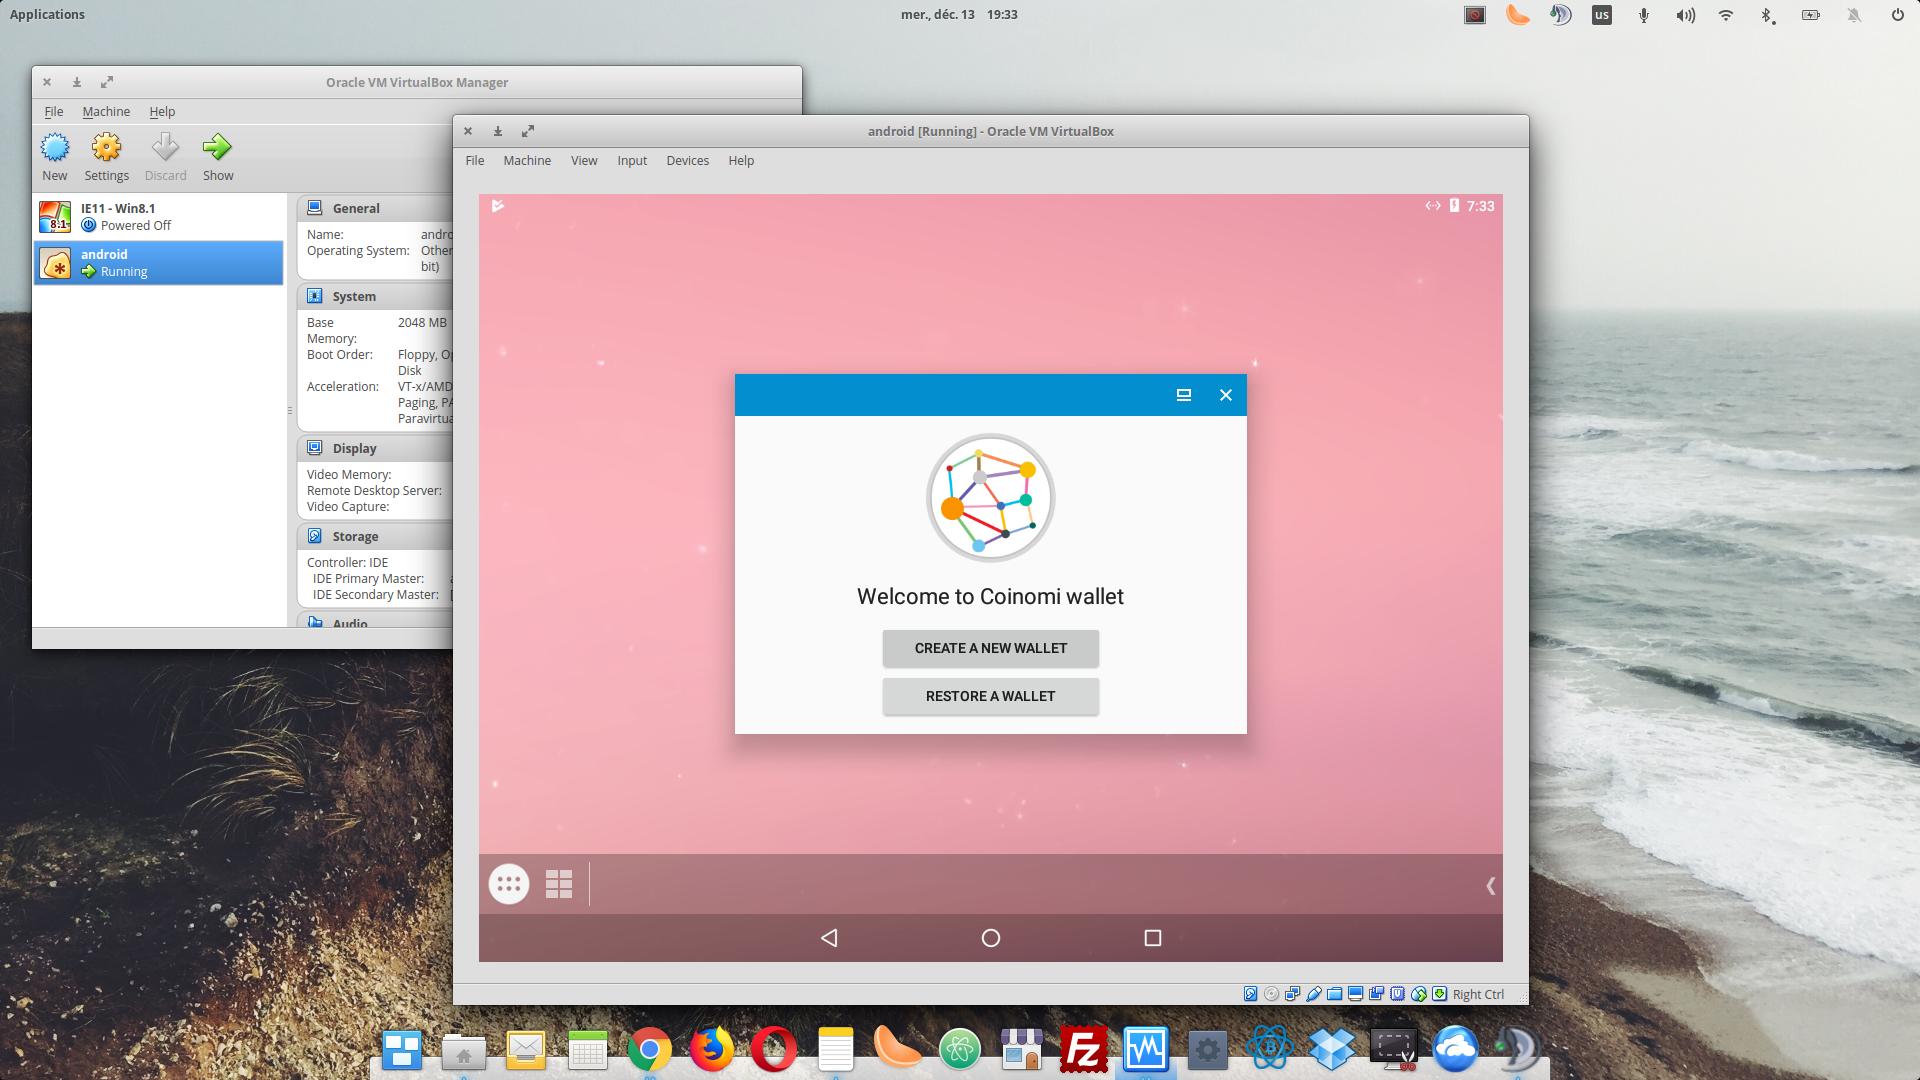 Applications
mer., déc. 13 19:33
us
Oracle VM VirtualBox Manager
File Machine Help
New Settings Discard Show
IE11 - Win8.1
8.1
Powered Off
android
Running
General
Name: andro
Operating System: Other
bit)
System
Base 2048 MB
Memory:
Boot Order: Floppy, Op
Disk
Acceleration: VT-x/AMD
Paging, PA
Paravirtua
Display
Video Memory:
Remote Desktop Server:
Video Capture:
Storage
Controller: IDE
IDE Primary Master:
IDE Secondary Master: [
Audio
android [Running] - Oracle VM VirtualBox
File Machine View Input Devices Help
7:33
Welcome to Coinomi wallet
CREATE A NEW WALLET
RESTORE A WALLET
Right Ctrl
Fz